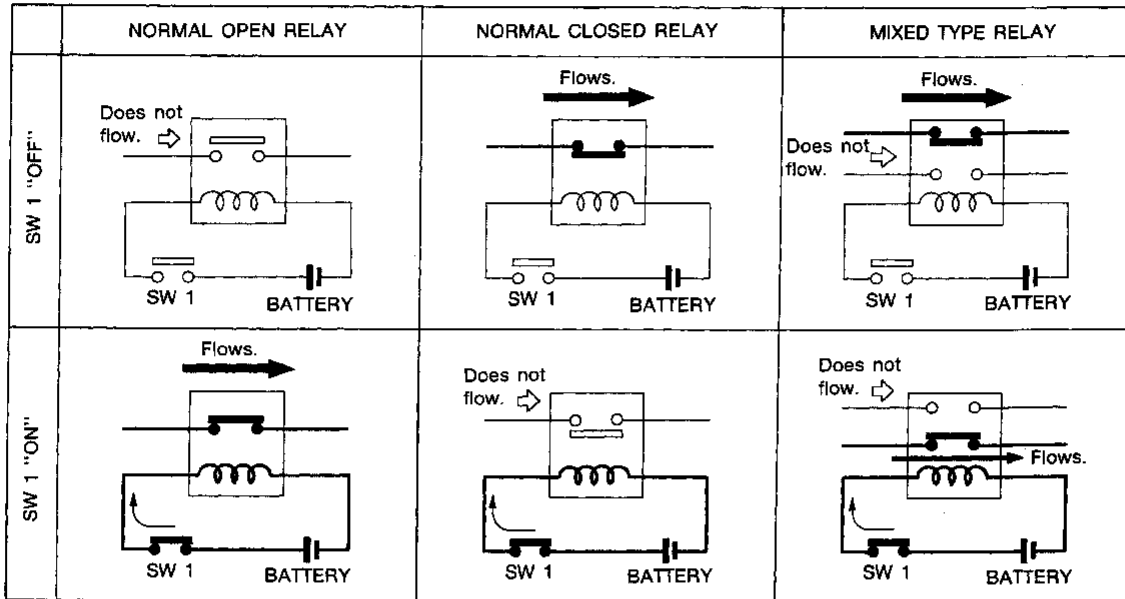 NORMAL OPEN RELAY
NORMAL CLOSED RELAY
MIXED TYPE RELAY
SW 1 "OFF"
Does not
flow.
SW 1
BATTERY
Flows.
SW 1
BATTERY
Flows.
Does not
flow.
SW 1
BATTERY
SW 1 "ON"
Flows.
SW 1
BATTERY
Does not
flow.
SW 1
BATTERY
Does not
flow.
Flows.
SW 1
BATTERY